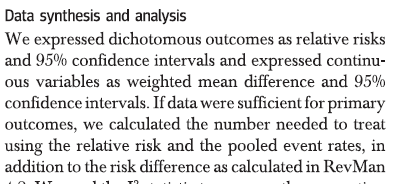 Data synthesis and analysis
We expressed dichotomous outcomes as relative risks
and 95% confidence intervals and expressed continu-
ous variables as weighted mean difference and 95%
confidence intervals. If data were sufficient for primary
outcomes, we calculated the number needed to treat
using the relative risk and the pooled event rates, in
addition to the risk difference as calculated in RevMan